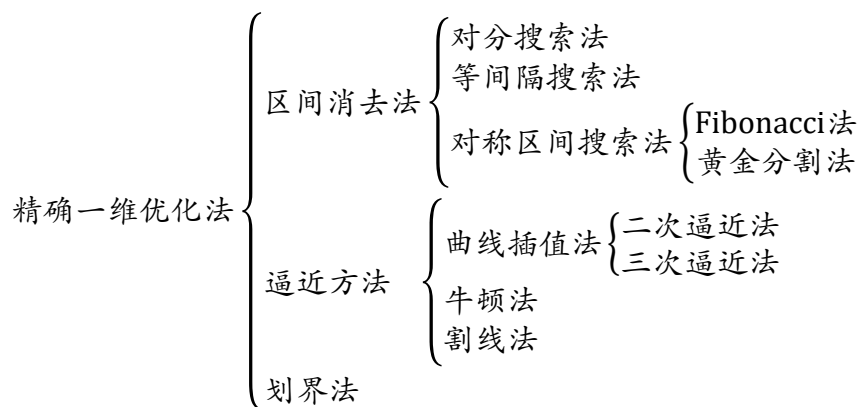 对分搜索法
等间隔搜索法
区间消去法
对称区间搜索法
Fibonacci法
黄金分割法
精确一维优化法
曲线插值法
二次逼近法
三次逼近法
逼近方法
牛顿法
割线法
划界法